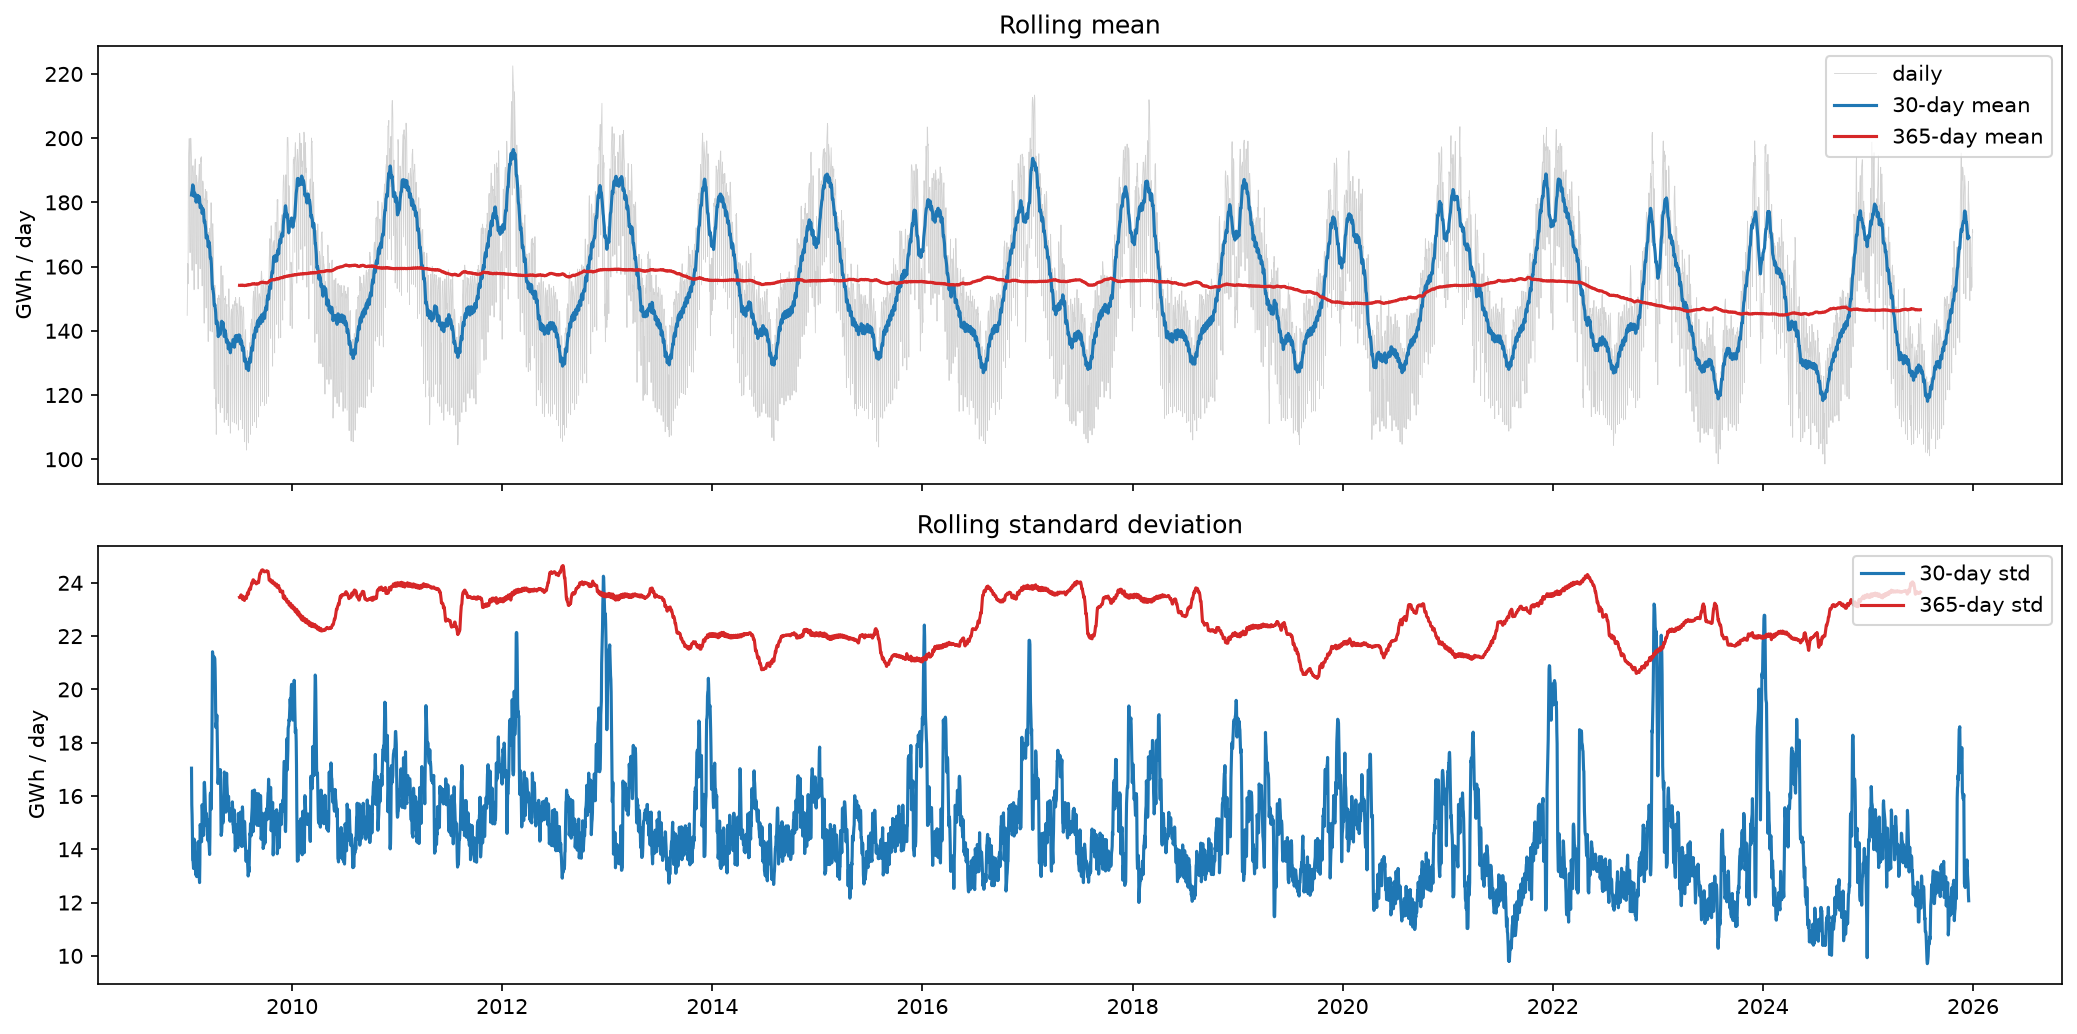 Rolling mean
GWh / day
220
200
180
160
140
120
100
daily
30-day mean
365-day mean
Rolling standard deviation
GWh / day
24
22
20
18
16
14
12
10
30-day std
365-day std
2010 2012 2014 2016 2018 2020 2022 2024 2026